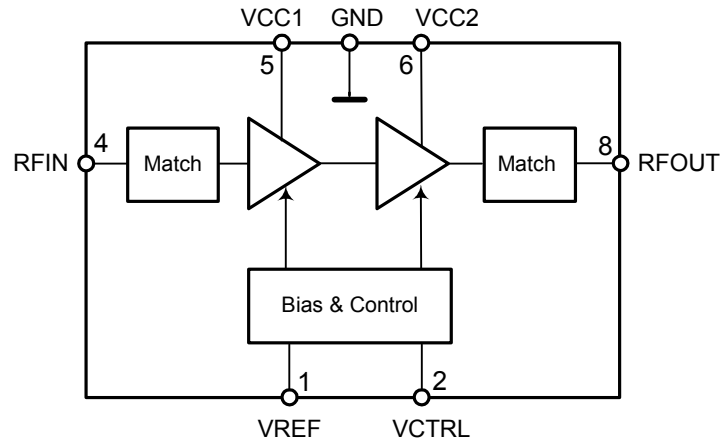 VCC1 GND VCC2
5 6
4 8
RFIN Match Match RFOUT
Bias & Control
1 2
VREF VCTRL